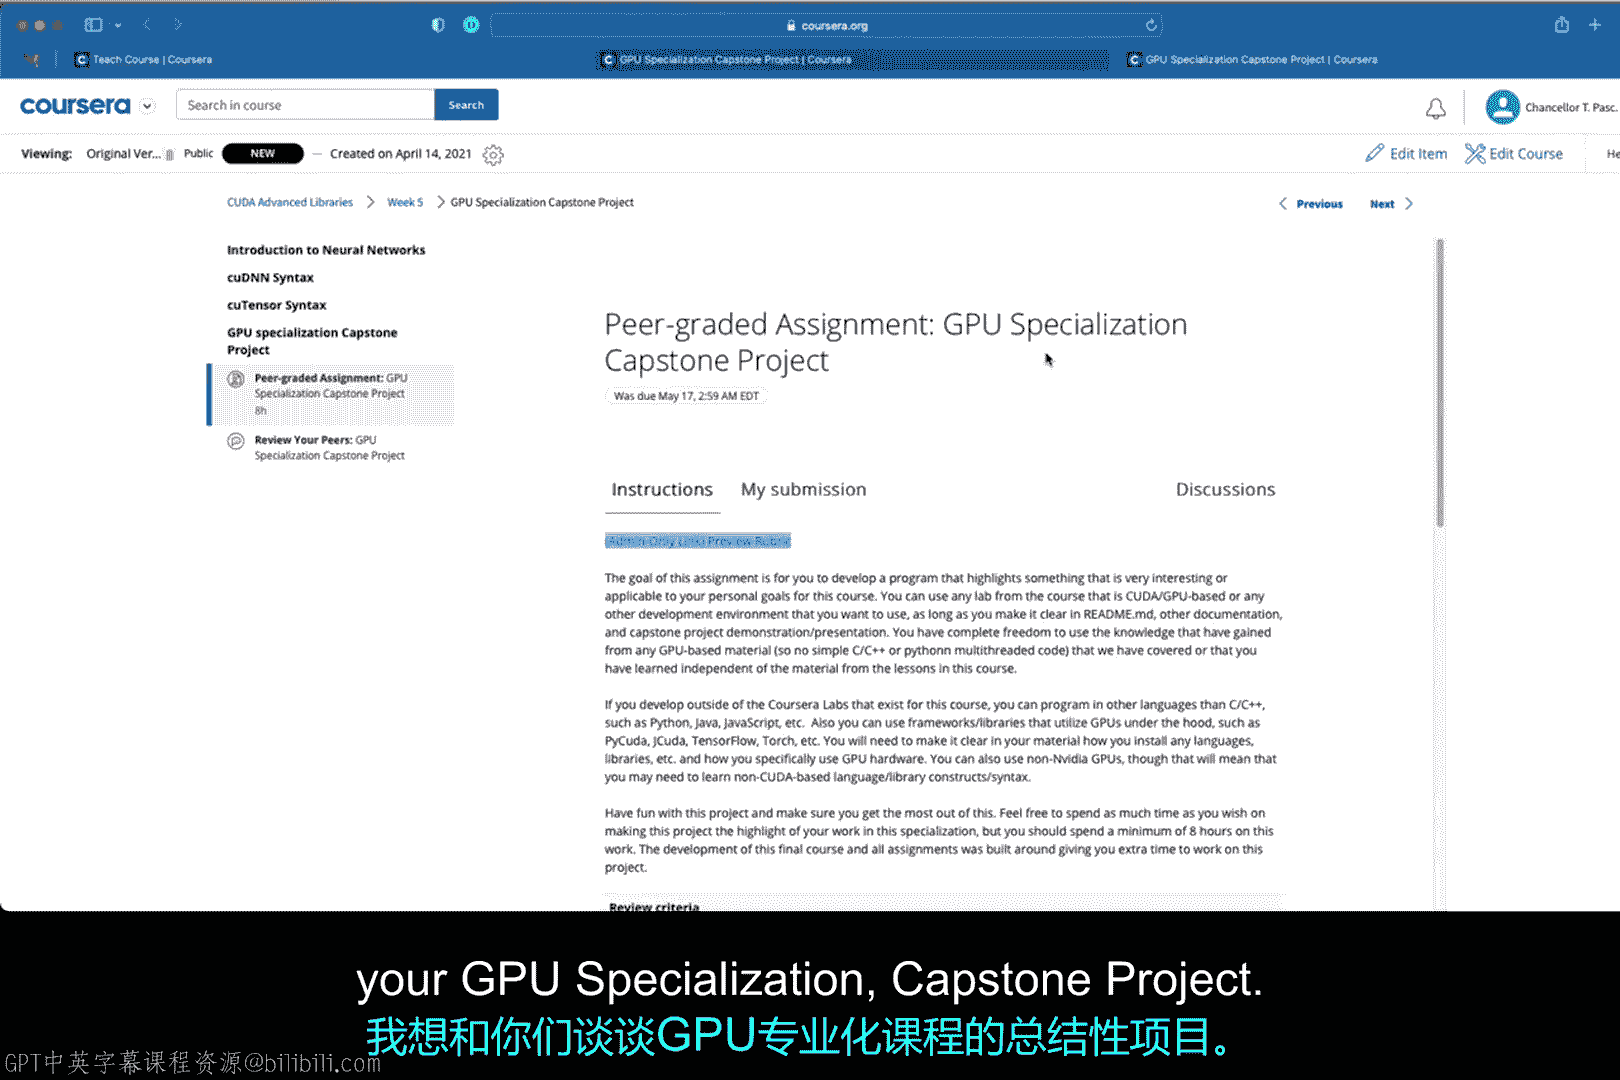 coursera.org
Teach Course | Coursera
GPU Specialization Capstone Project | Coursera
GPU Specialization Capstone Project | Coursera
coursera
Search in course
Search
Chancellor T. Pasc.
Viewing: Original Ver... Public NEW — Created on April 14, 2021
Edit Item
Edit Course
He
CUDA Advanced Libraries > Week 5 > GPU Specialization Capstone Project
Previous
Next
Introduction to Neural Networks
cuDNN Syntax
cuTensor Syntax
GPU specialization Capstone
Project
Peer-graded Assignment: GPU
Specialization Capstone Project
8h
Review Your Peers: GPU
Specialization Capstone Project
Peer-graded Assignment: GPU Specialization
Capstone Project
Was due May 17, 2:59 AM EDT
Instructions
My submission
Discussions
The goal of this assignment is for you to develop a program that highlights something that is very interesting or
applicable to your personal goals for this course. You can use any lab from the course that is CUDA/GPU-based or any
other development environment that you want to use, as long as you make it clear in README.md, other documentation,
and capstone project demonstration/presentation. You have complete freedom to use the knowledge that have gained
from any GPU-based material (so no simple C/C++ or pythonn multithreaded code) that we have covered or that you
have learned independent of the material from the lessons in this course.
If you develop outside of the Coursera Labs that exist for this course, you can program in other languages than C/C++,
such as Python, Java, JavaScript, etc. Also you can use frameworks/libraries that utilize GPUs under the hood, such as
PyCuda, JCuda, TensorFlow, Torch, etc. You will need to make it clear in your material how you install any languages,
libraries, etc. and how you specifically use GPU hardware. You can also use non-Nvidia GPUs, though that will mean that
you may need to learn non-CUDA-based language/library constructs/syntax.
Have fun with this project and make sure you get the most out of this. Feel free to spend as much time as you wish on
making this project the highlight of your work in this specialization, but you should spend a minimum of 8 hours on this
work. The development of this final course and all assignments was built around giving you extra time to work on this
project.
Review criteria
your GPU Specialization, Capstone Project.
我想和你们谈谈GPU专业化课程的总结性项目。
GPT中英字幕课程资源@bilibili.com